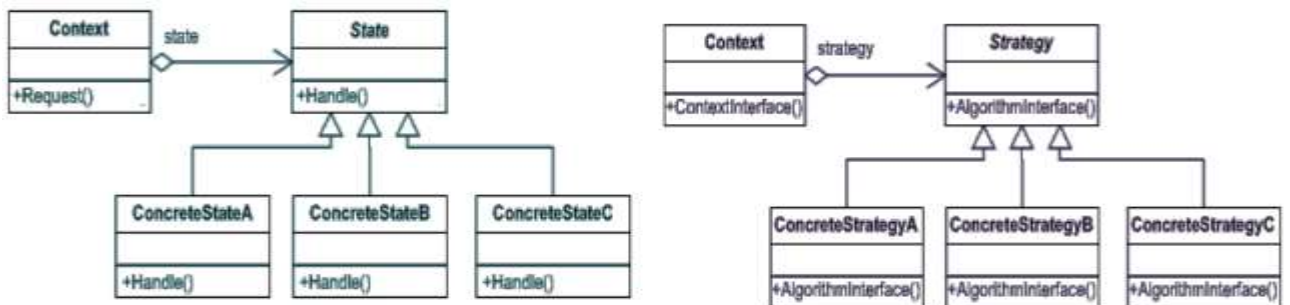 Context
state
State
+Request()
+Handle()
ConcreteStateA
ConcreteStateB
ConcreteStateC
+Handle()
+Handle()
+Handle()
Context
strategy
Strategy
+ContextInterface()
+AlgorithmInterface()
ConcreteStrategyA
ConcreteStrategyB
ConcreteStrategyC
+AlgorithmInterface()
+AlgorithmInterface()
+AlgorithmInterface()